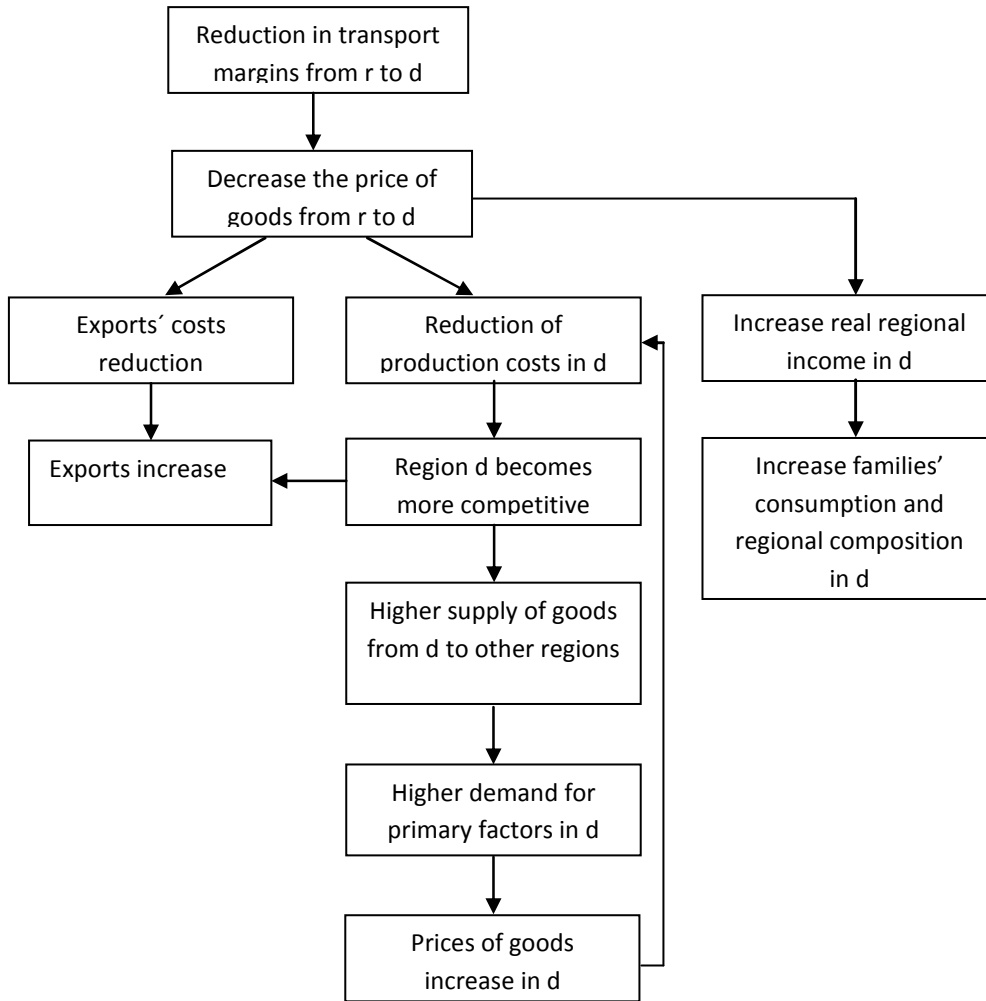 Reduction in transport
margins from r to d
Decrease the price of
goods from r to d
Exports´ costs
reduction
Reduction of
production costs in d
Increase real regional
income in d
Exports increase
Region d becomes
more competitive
Increase families’
consumption and
regional composition
in d
Higher supply of goods
from d to other regions
Higher demand for
primary factors in d
Prices of goods
increase in d